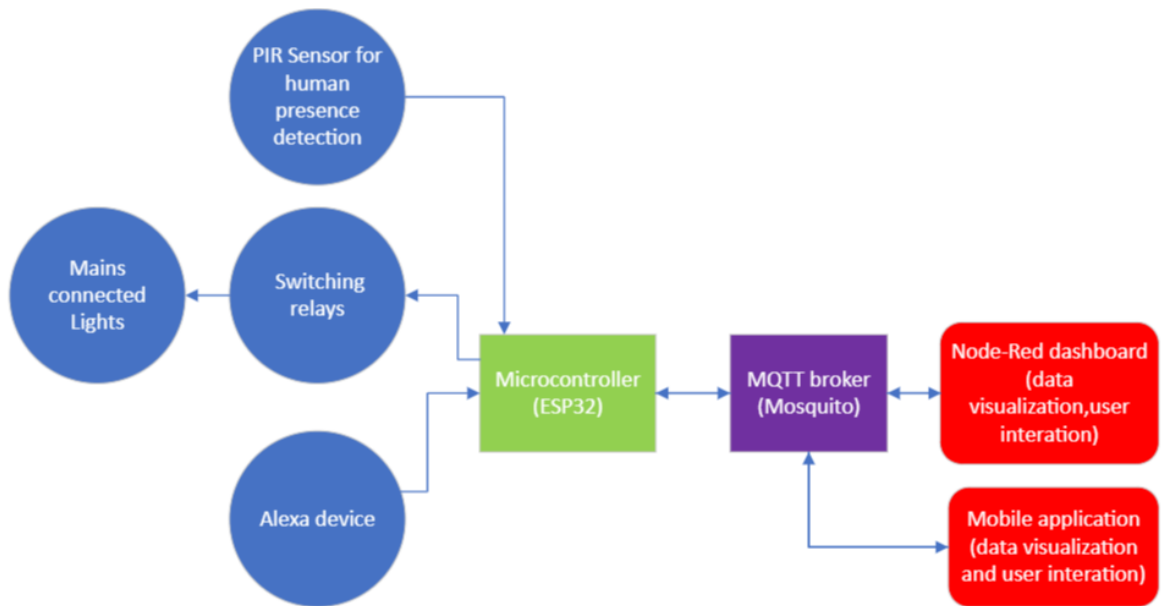 PIR Sensor for
human
presence
detection
Mains
connected
Lights
Switching
relays
Alexa device
Microcontroller
(ESP32)
MQTT broker
(Mosquito)
Node-Red dashboard
(data
visualization,user
interation)
Mobile application
(data visualization
and user interation)